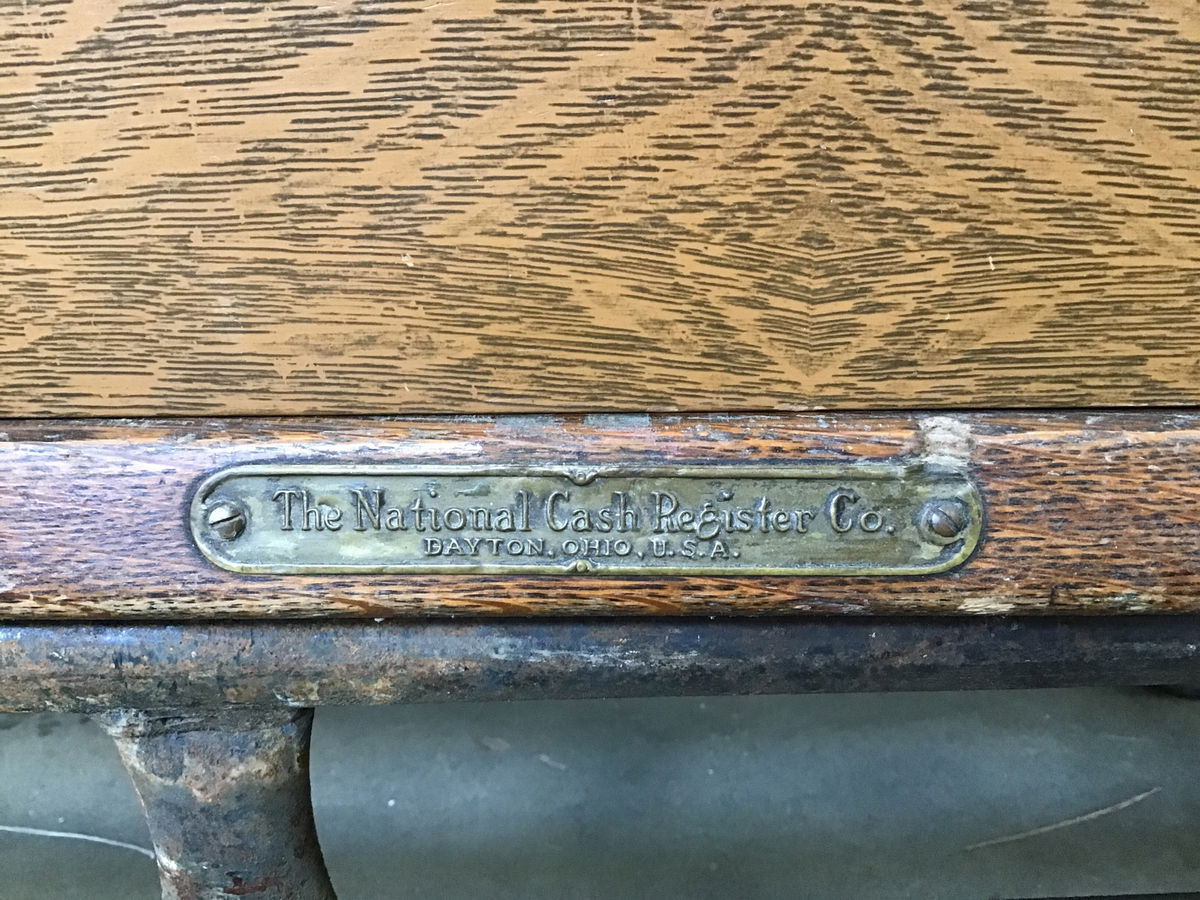 The National Cash Register Co.
DAYTON, OHIO, U.S.A.